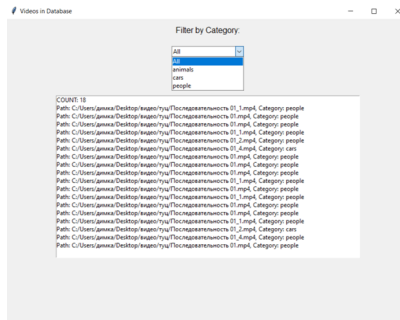 Videos in Database
Filter by Category:
All
All
animals
cars
people
COUNT: 18
Path: C:/Users/димка/Desktop/видео/туц/Последовательность 01_1.mp4, Category: people
Path: C:/Users/димка/Desktop/видео/туц/Последовательность 01.mp4, Category: people
Path: C:/Users/димка/Desktop/видео/туц/Последовательность 01.mp4, Category: people
Path: C:/Users/димка/Desktop/видео/туц/Последовательность 01_1.mp4, Category: people
Path: C:/Users/димка/Desktop/видео/туц/Последовательность 01_2.mp4, Category: people
Path: C:/Users/димка/Desktop/видео/туц/Последовательность 01_4.mp4, Category: cars
Path: C:/Users/димка/Desktop/видео/туц/Последовательность 01.mp4, Category: people
Path: C:/Users/димка/Desktop/видео/туц/Последовательность 01.mp4, Category: people
Path: C:/Users/димка/Desktop/видео/туц/Последовательность 01.mp4, Category: people
Path: C:/Users/димка/Desktop/видео/туц/Последовательность 01_1.mp4, Category: people
Path: C:/Users/димка/Desktop/видео/туц/Последовательность 01.mp4, Category: people
Path: C:/Users/димка/Desktop/видео/туц/Последовательность 01_1.mp4, Category: people
Path: C:/Users/димка/Desktop/видео/туц/Последовательность 01.mp4, Category: people
Path: C:/Users/димка/Desktop/видео/туц/Последовательность 01.mp4, Category: people
Path: C:/Users/димка/Desktop/видео/туц/Последовательность 01_1.mp4, Category: people
Path: C:/Users/димка/Desktop/видео/туц/Последовательность 01_2.mp4, Category: cars
Path: C:/Users/димка/Desktop/видео/туц/Последовательность 01_4.mp4, Category: people
Path: C:/Users/димка/Desktop/видео/туц/Последовательность 01.mp4, Category: people